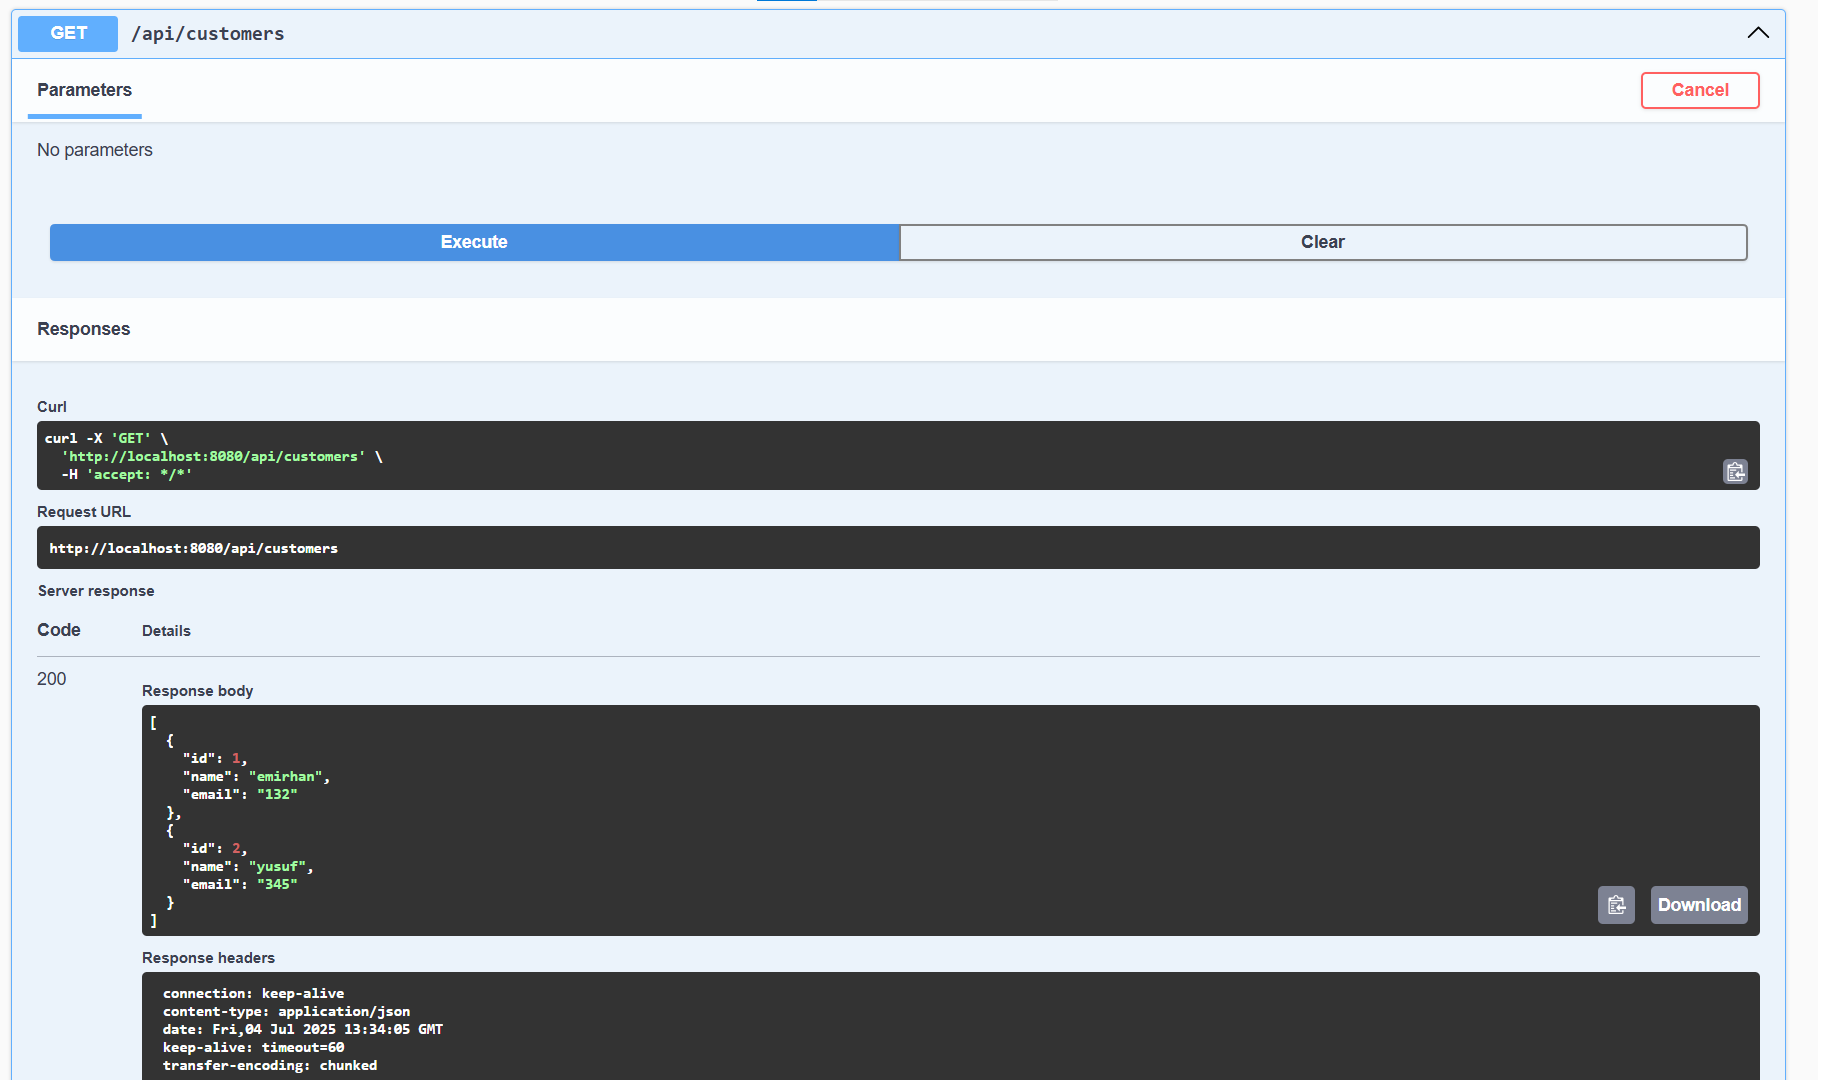 GET /api/customers
Parameters
Cancel
No parameters
Execute
Clear
Responses
Curl
curl -X 'GET' \
  'http://localhost:8080/api/customers' \
  -H 'accept: */*'
Request URL
http://localhost:8080/api/customers
Server response
Code Details
200
Response body
[
  {
    "id": 1,
    "name": "emirhan",
    "email": "132"
  },
  {
    "id": 2,
    "name": "yusuf",
    "email": "345"
  }
]
Download
Response headers
connection: keep-alive
content-type: application/json
date: Fri,04 Jul 2025 13:34:05 GMT
keep-alive: timeout=60
transfer-encoding: chunked